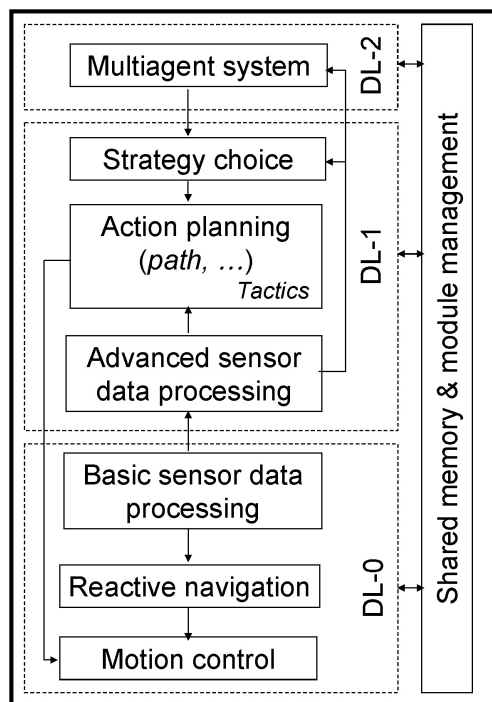 Multiagent system
DL-2
Strategy choice
Action planning
(path, …)
Tactics
DL-1
Advanced sensor
data processing
Basic sensor data
processing
Reactive navigation
DL-0
Motion control
Shared memory & module management